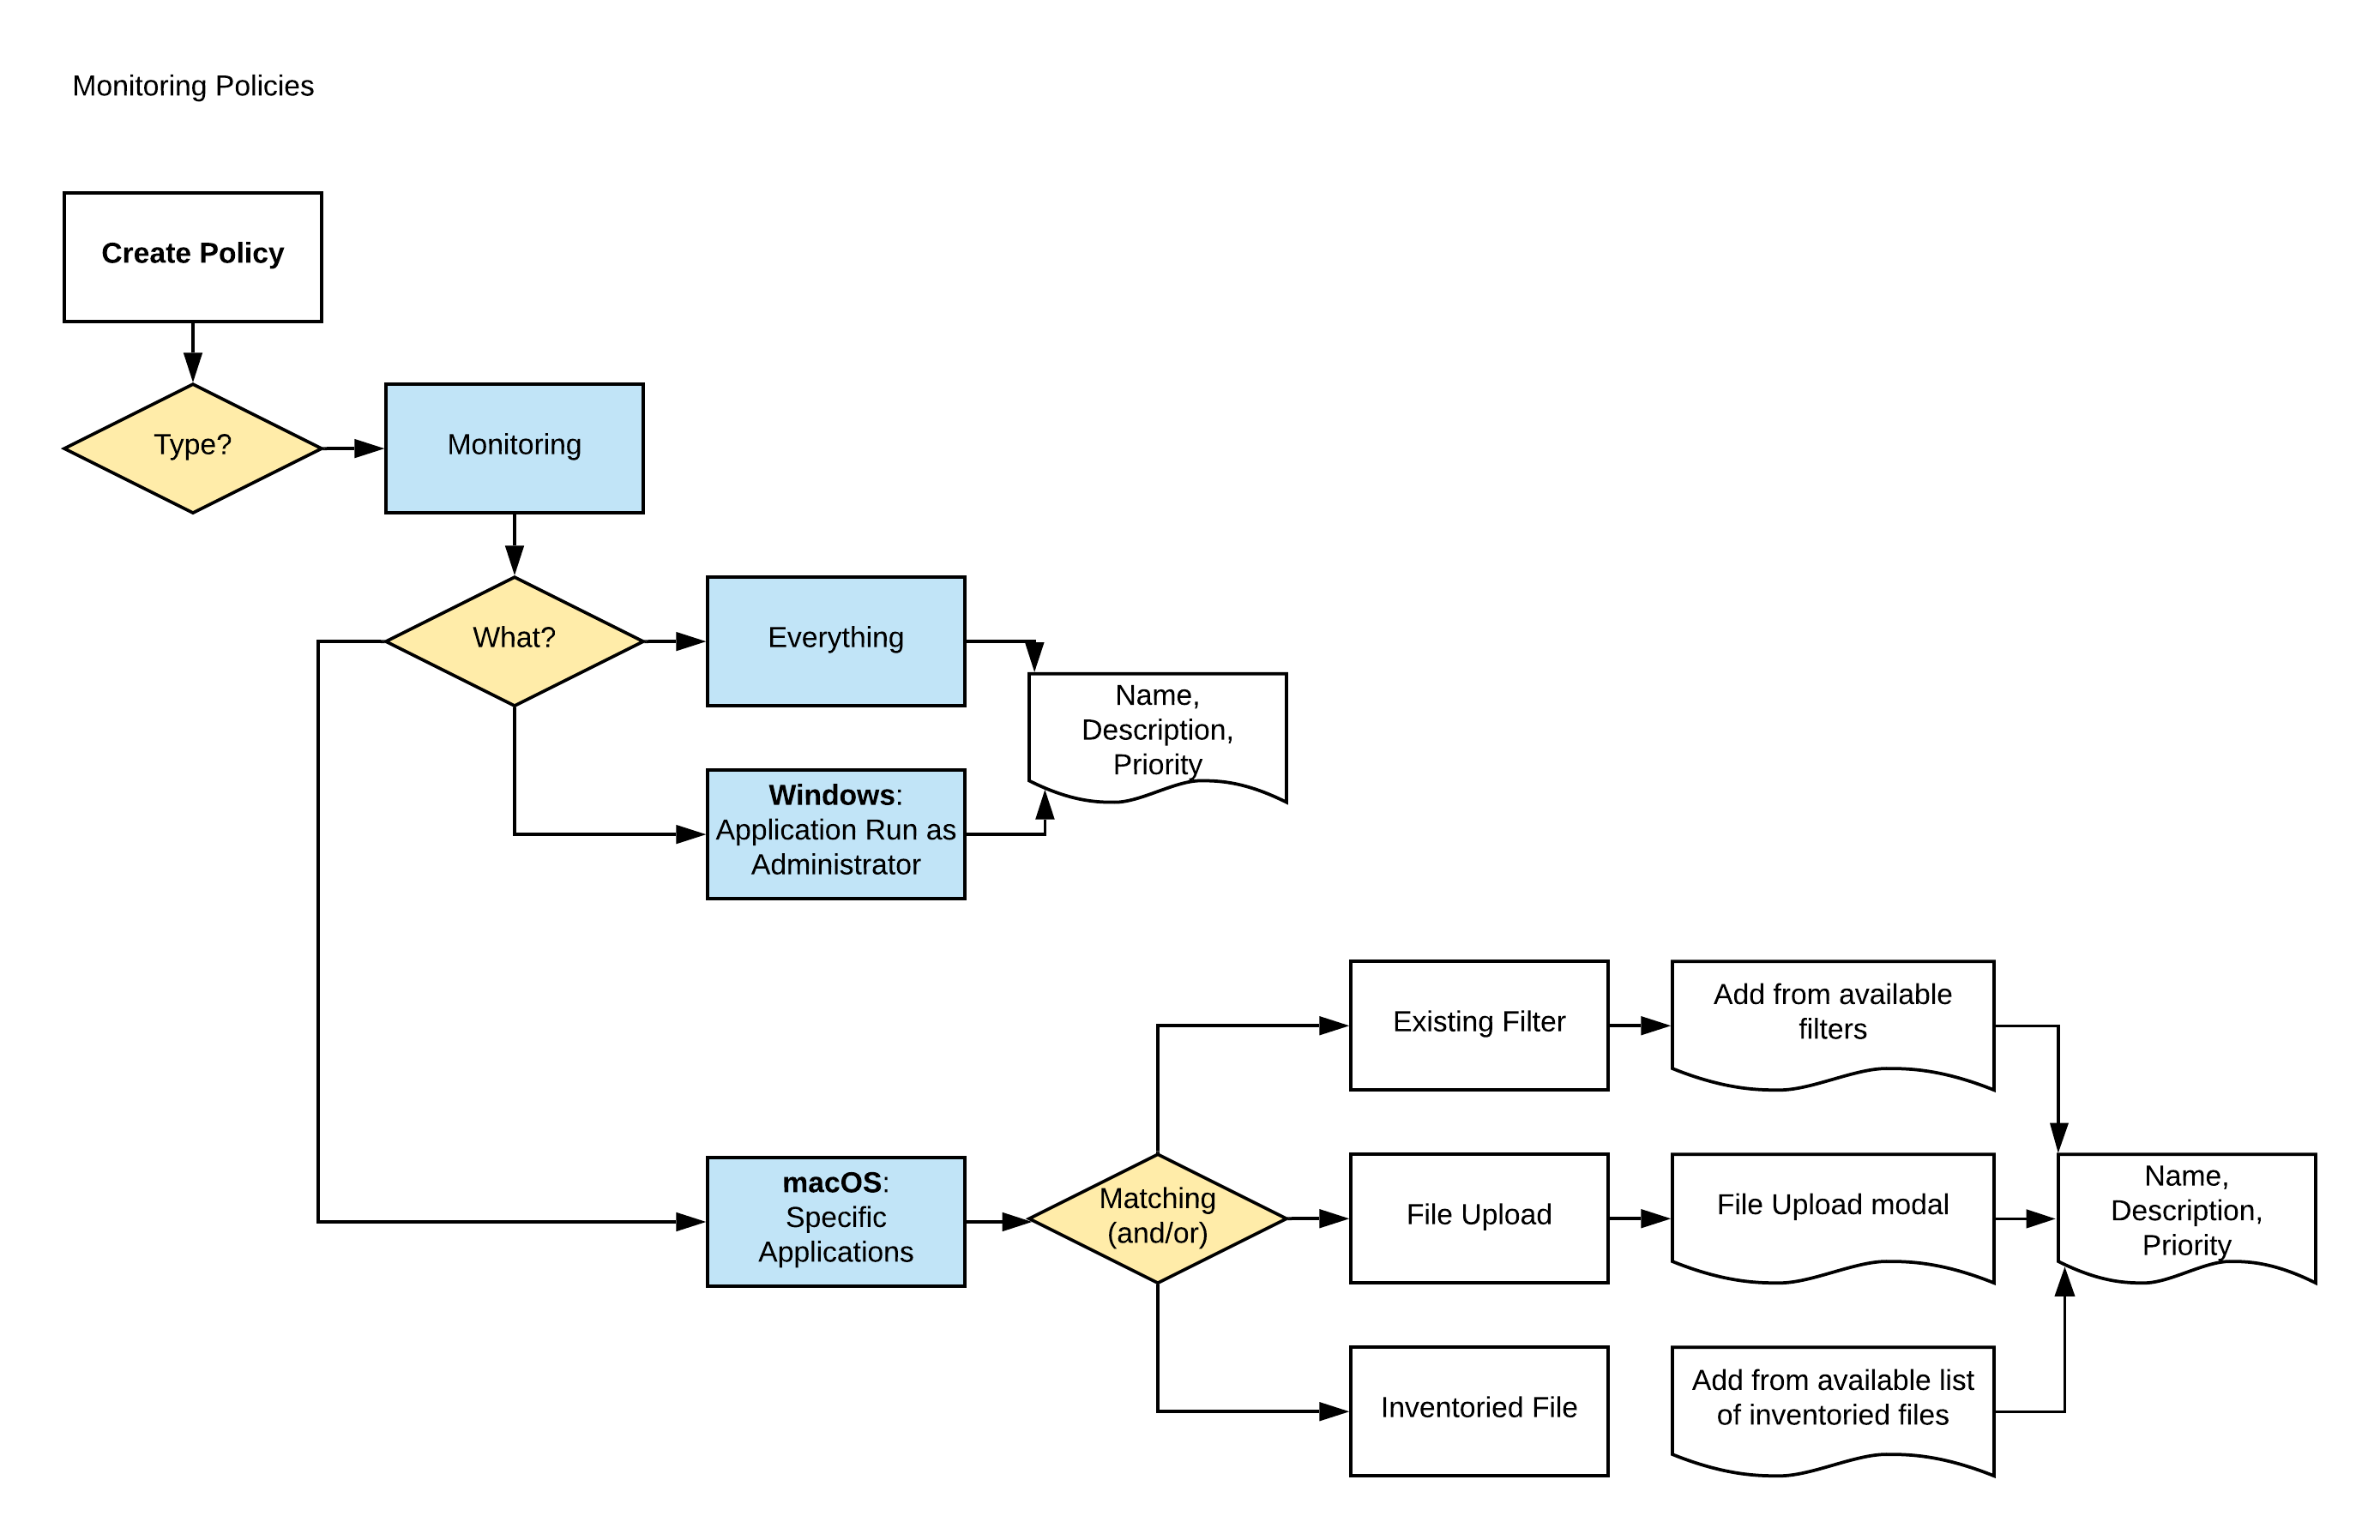 Monitoring Policies
Create Policy
Type?
Monitoring
What?
Everything
Name,
Description,
Priority
Windows:
Application Run as
Administrator
Existing Filter
Add from available
filters
macOS:
Specific
Applications
Matching
(and/or)
File Upload
File Upload modal
Name,
Description,
Priority
Inventoried File
Add from available list
of inventoried files